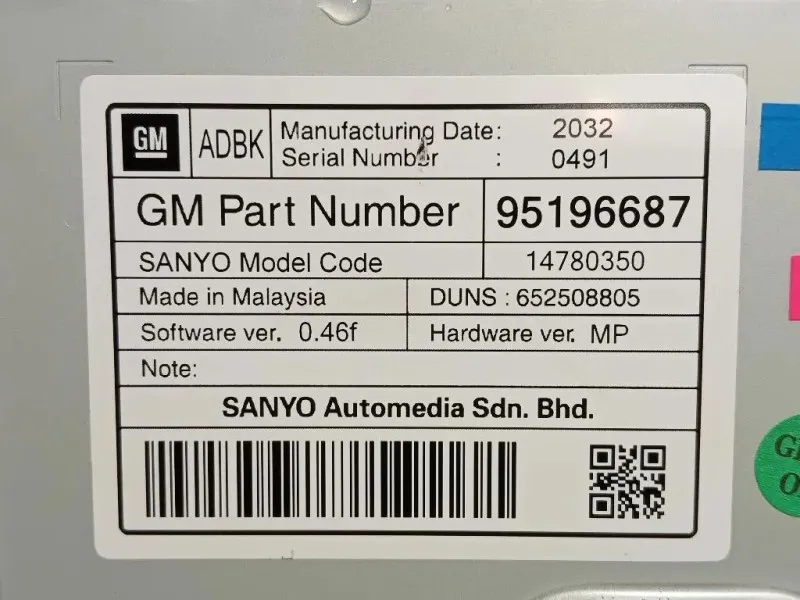 GM
ADBK
Manufacturing Date: 2032
Serial Number : 0491
GM Part Number 95196687
SANYO Model Code 14780350
Made in Malaysia DUNS : 652508805
Software ver. 0.46f Hardware ver. MP
Note:
SANYO Automedia Sdn. Bhd.